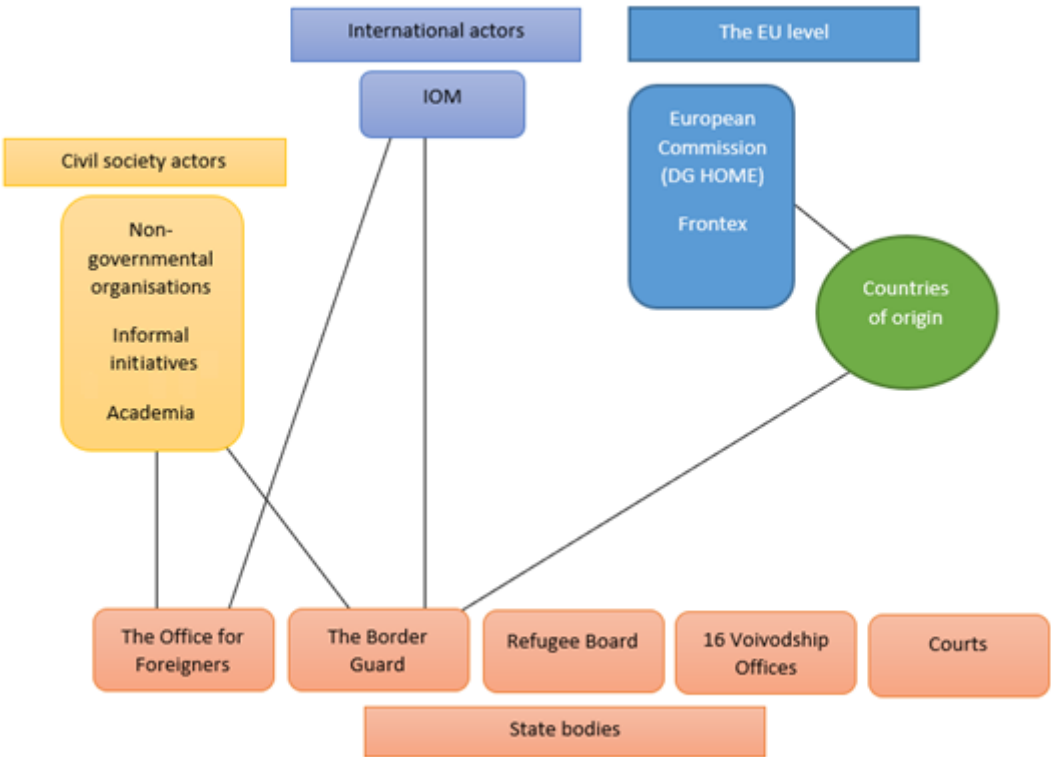 International actors
The EU level
IOM
European
Commission
(DG HOME)
Frontex
Civil society actors
Non-
governmental
organisations
Informal
initiatives
Academia
Countries
of origin
The Office for
Foreigners
The Border
Guard
Refugee Board
16 Voivodship
Offices
Courts
State bodies